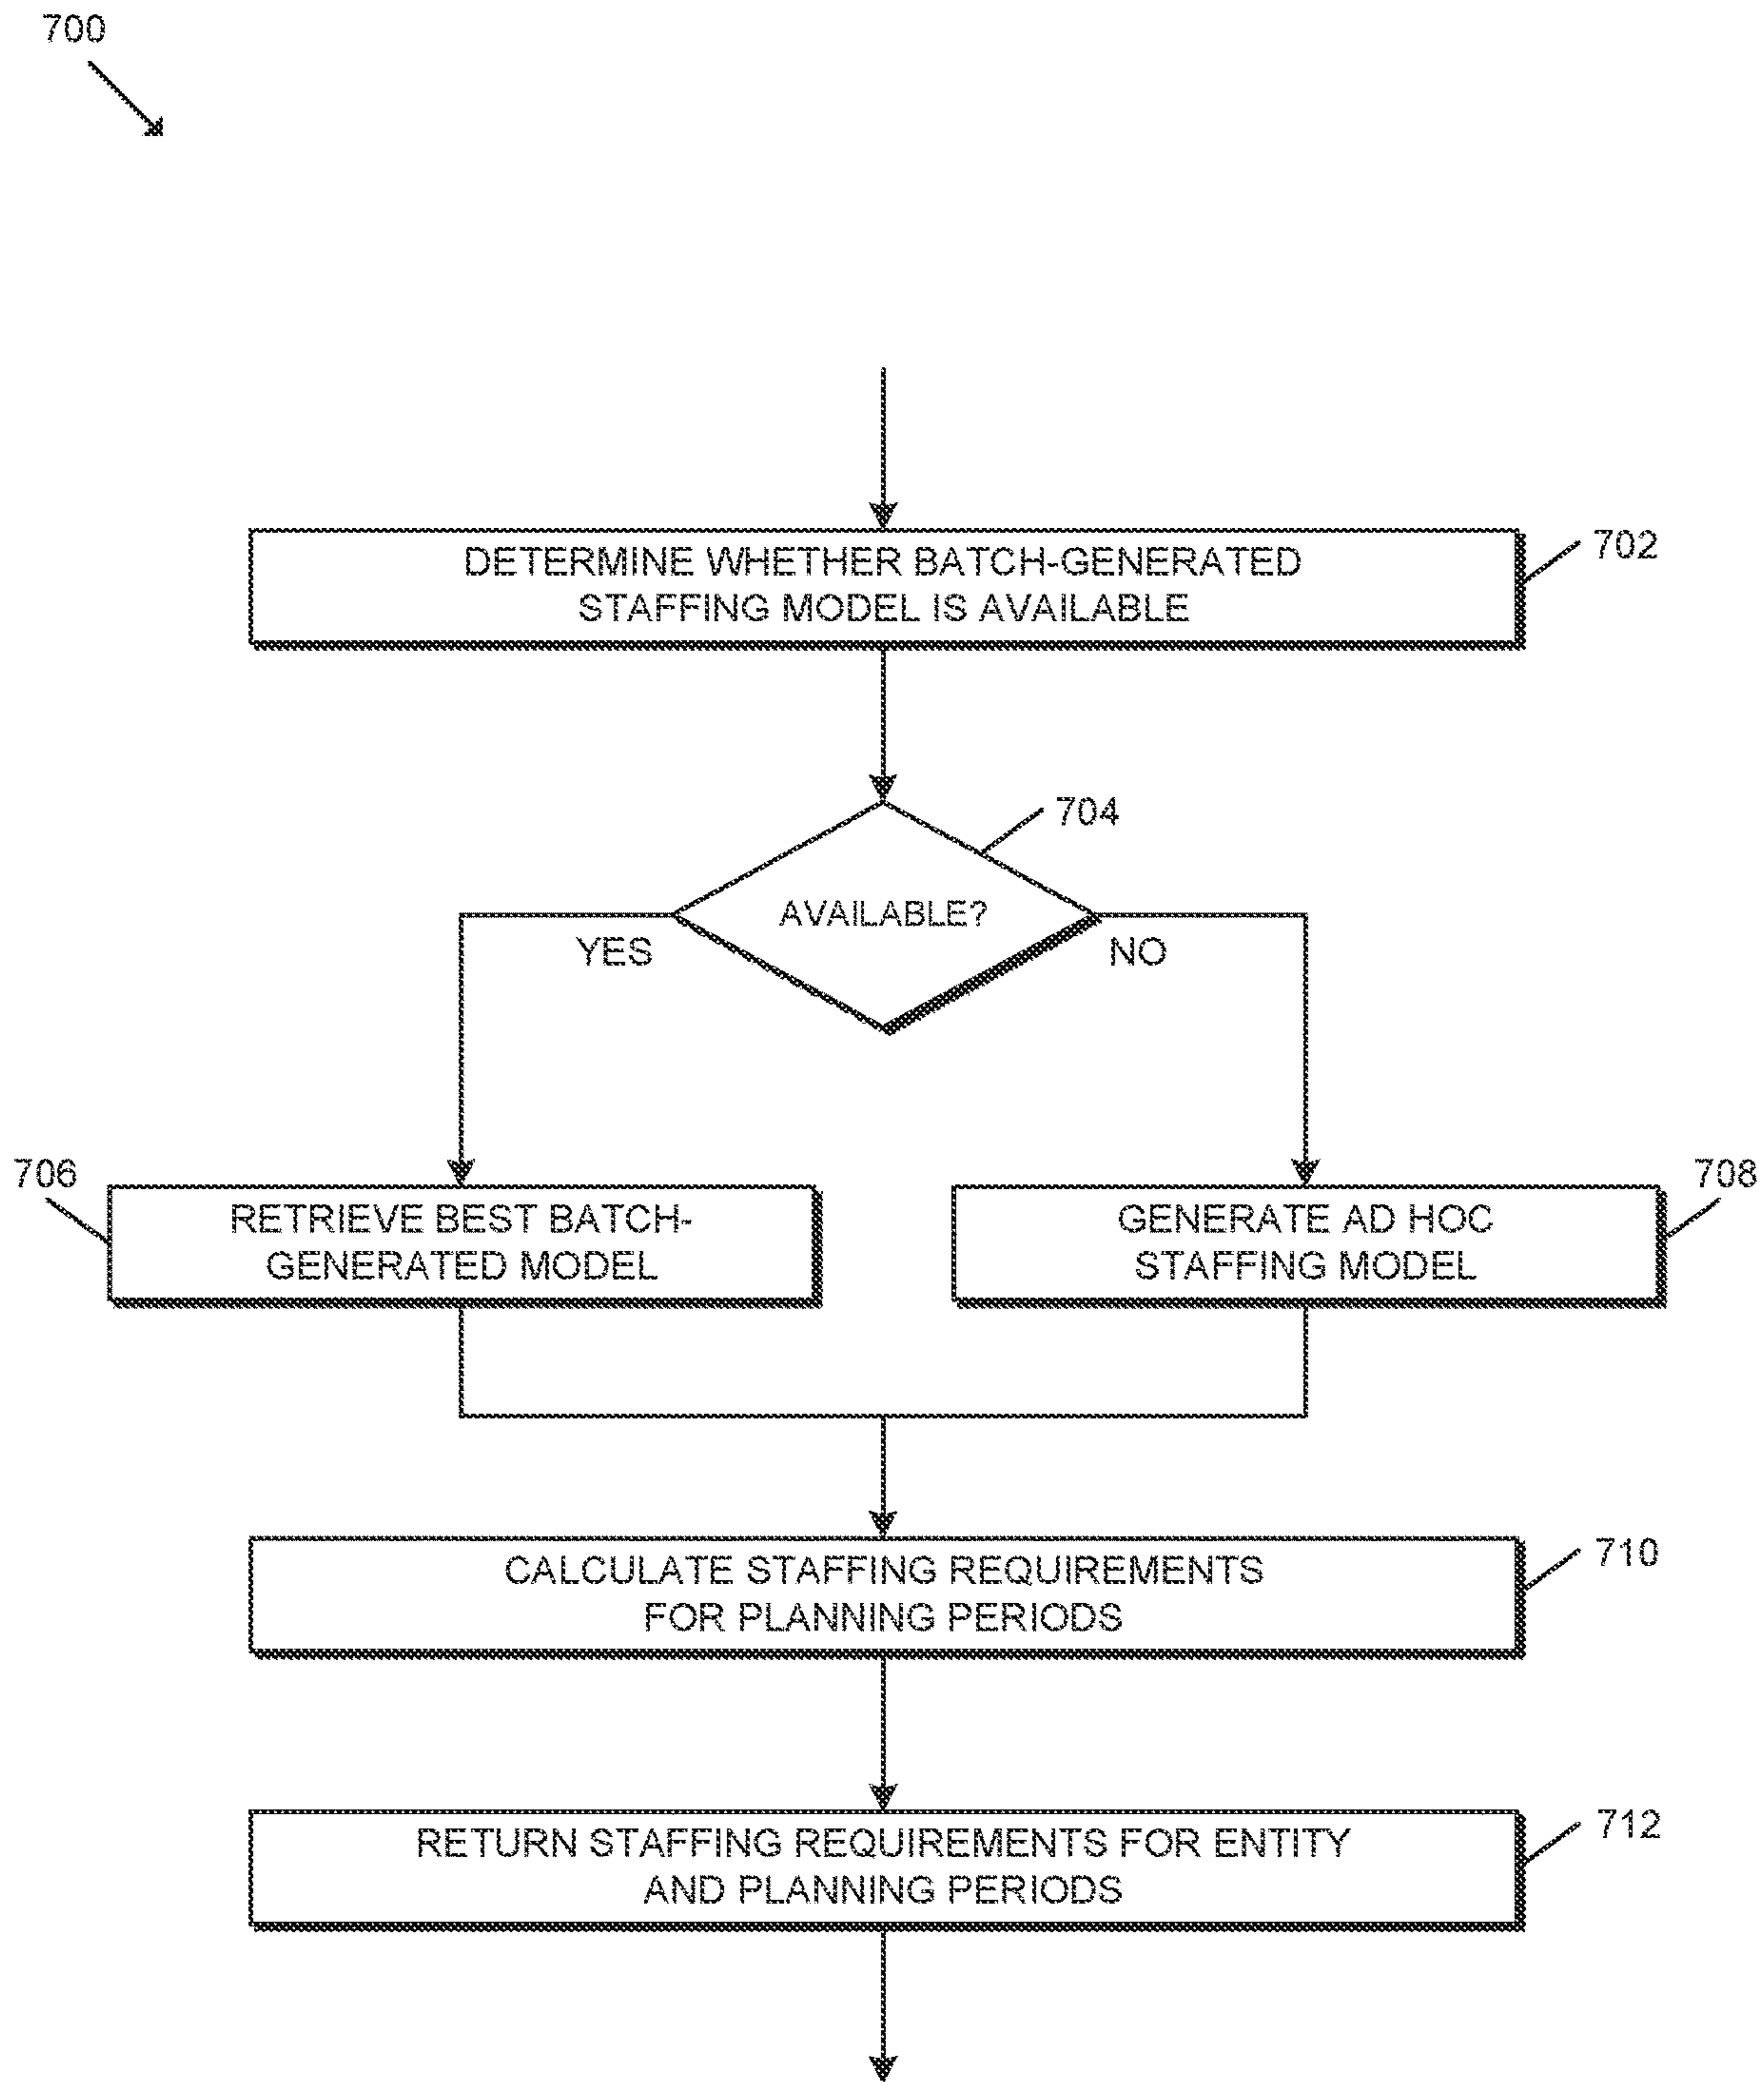 700
DETERMINE WHETHER BATCH-GENERATED
STAFFING MODEL IS AVAILABLE
702
704
AVAILABLE?
YES
NO
706
RETRIEVE BEST BATCH-
GENERATED MODEL
GENERATE AD HOC
STAFFING MODEL
708
CALCULATE STAFFING REQUIREMENTS
FOR PLANNING PERIODS
710
RETURN STAFFING REQUIREMENTS FOR ENTITY
AND PLANNING PERIODS
712